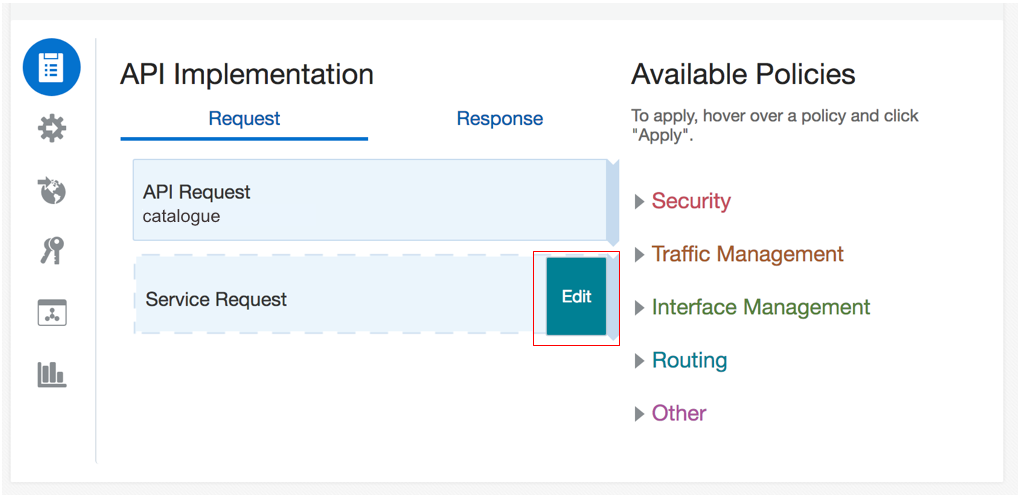 API Implementation
Request
Response
API Request
catalogue
Service Request
Edit
Available Policies
To apply, hover over a policy and click
"Apply".
Security
Traffic Management
Interface Management
Routing
Other